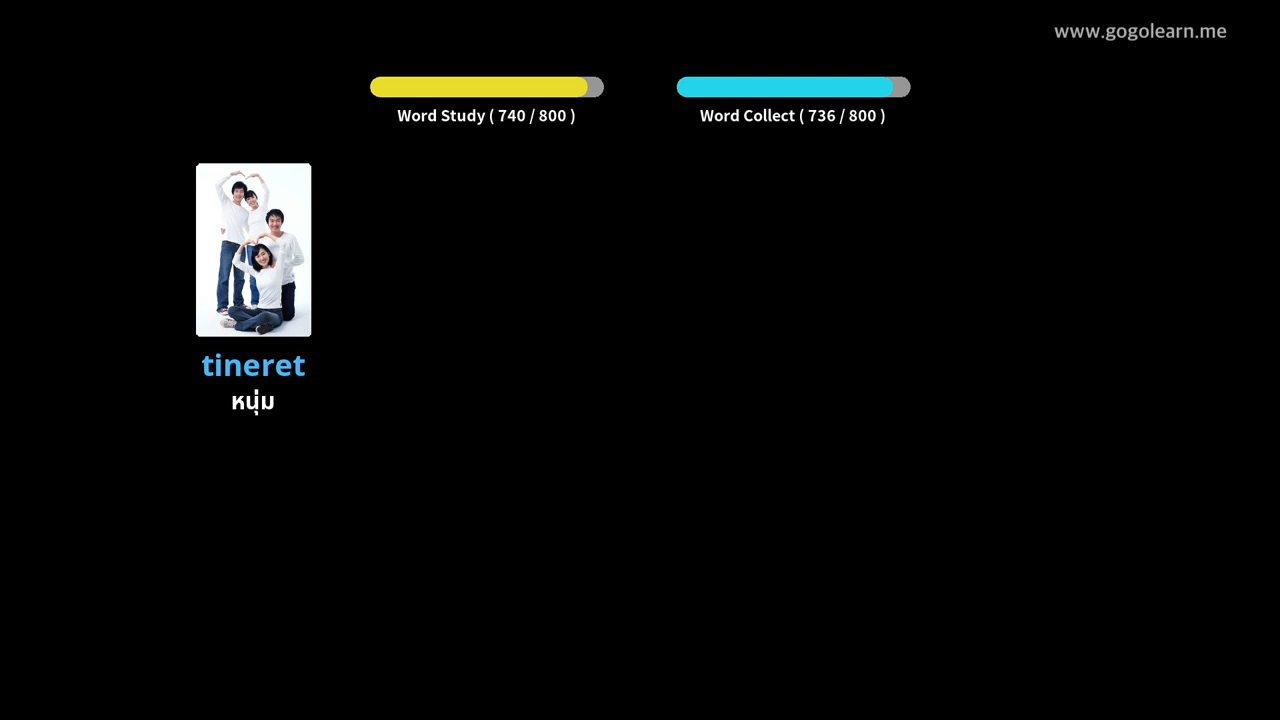 www.gogolearn.me
Word Study ( 740 / 800 )
Word Collect ( 736 / 800 )
tineret
หนุ่ม